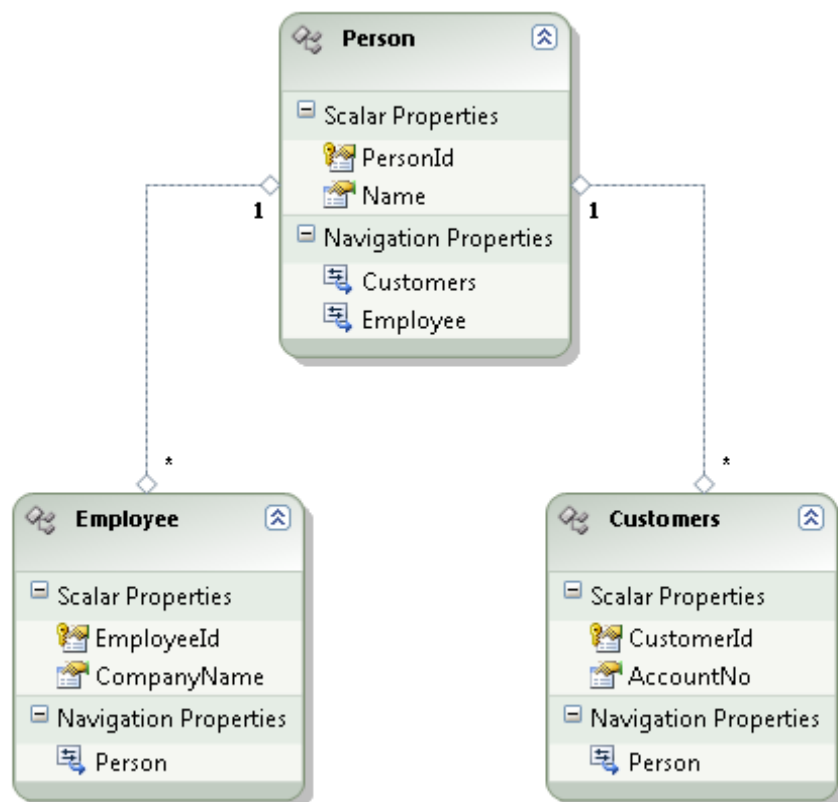 Person
Scalar Properties
PersonId
Name
Navigation Properties
Customers
Employee
1
1
*
*
Employee
Scalar Properties
EmployeeId
CompanyName
Navigation Properties
Person
Customers
Scalar Properties
CustomerId
AccountNo
Navigation Properties
Person